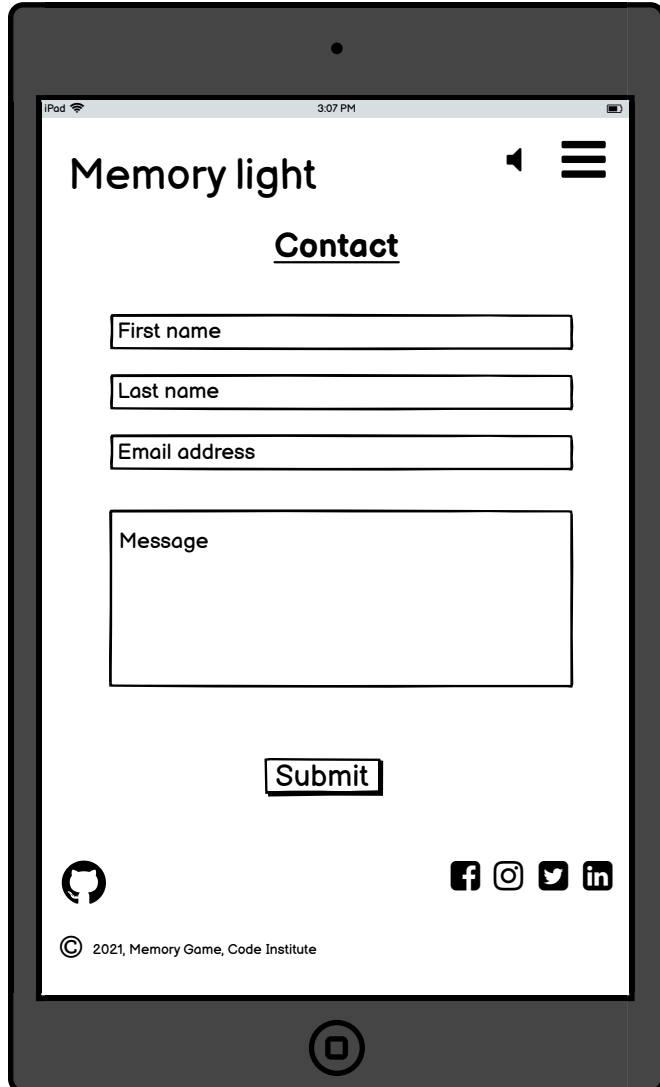 iPad 3:07 PM
Memory light
Contact
First name
Last name
Email address
Message
Submit
© 2021, Memory Game, Code Institute